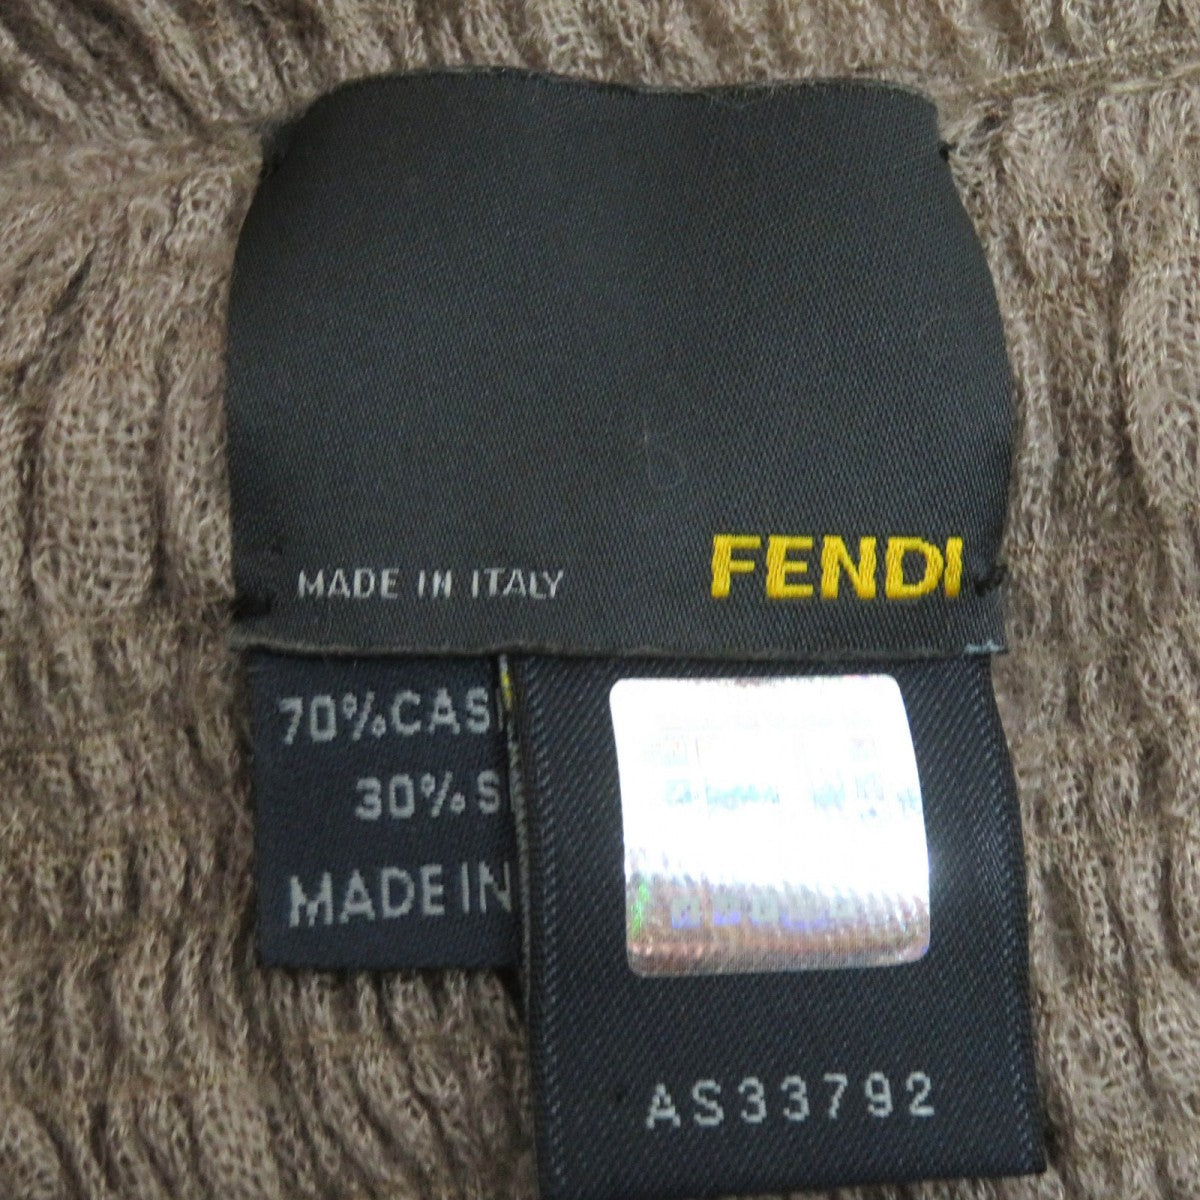 MADE IN ITALY FENDI
70%CAS
30% S
MADE IN
AS33792